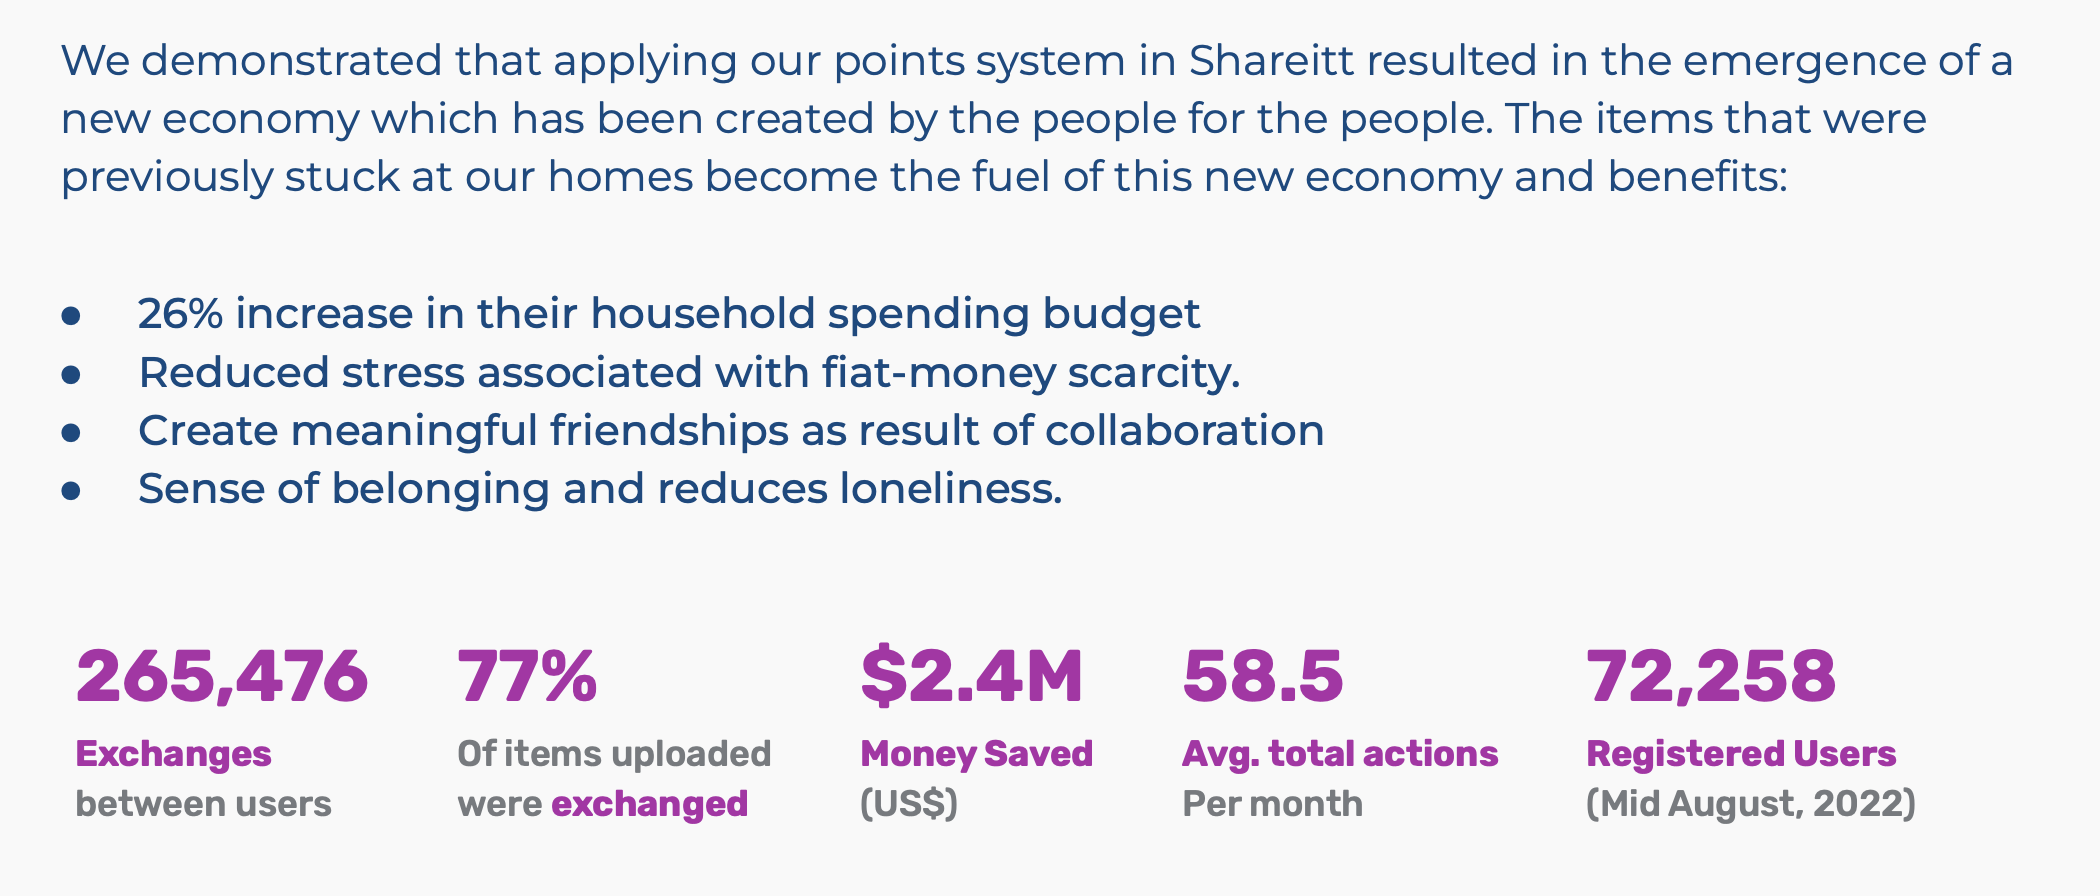 We demonstrated that applying our points system in Shareitt resulted in the emergence of a
new economy which has been created by the people for the people. The items that were
previously stuck at our homes become the fuel of this new economy and benefits:
● 26% increase in their household spending budget
● Reduced stress associated with fiat-money scarcity.
● Create meaningful friendships as result of collaboration
● Sense of belonging and reduces loneliness.
265,476
Exchanges
between users
77%
Of items uploaded
were exchanged
$2.4M
Money Saved
(US$)
58.5
Avg. total actions
Per month
72,258
Registered Users
(Mid August, 2022)